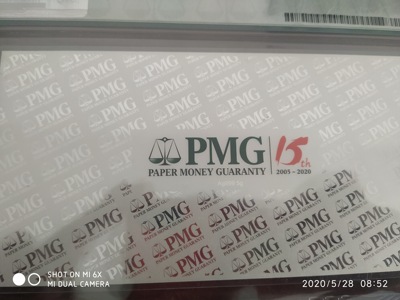 PMG 15th
PAPER MONEY GUARANTY 2005-2020
SHOT ON MI 6X
MI DUAL CAMERA
2020/5/28 08:52